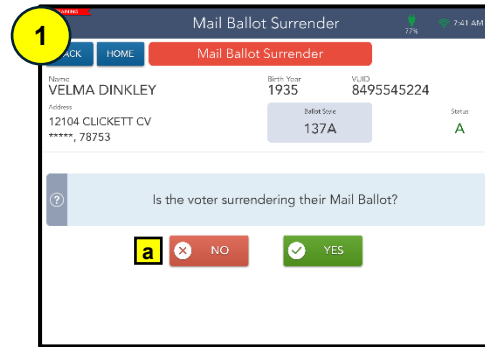 Mail Ballot Surrender
77%
7:41 AM
1
HOME
Mail Ballot Surrender
Name
VELMA DINKLEY
Birth Year
1935
VUID
8495545224
Address
12104 CLICKETT CV
*****, 78753
Ballot Style
137A
Status
A
Is the voter surrendering their Mail Ballot?
a
NO
YES